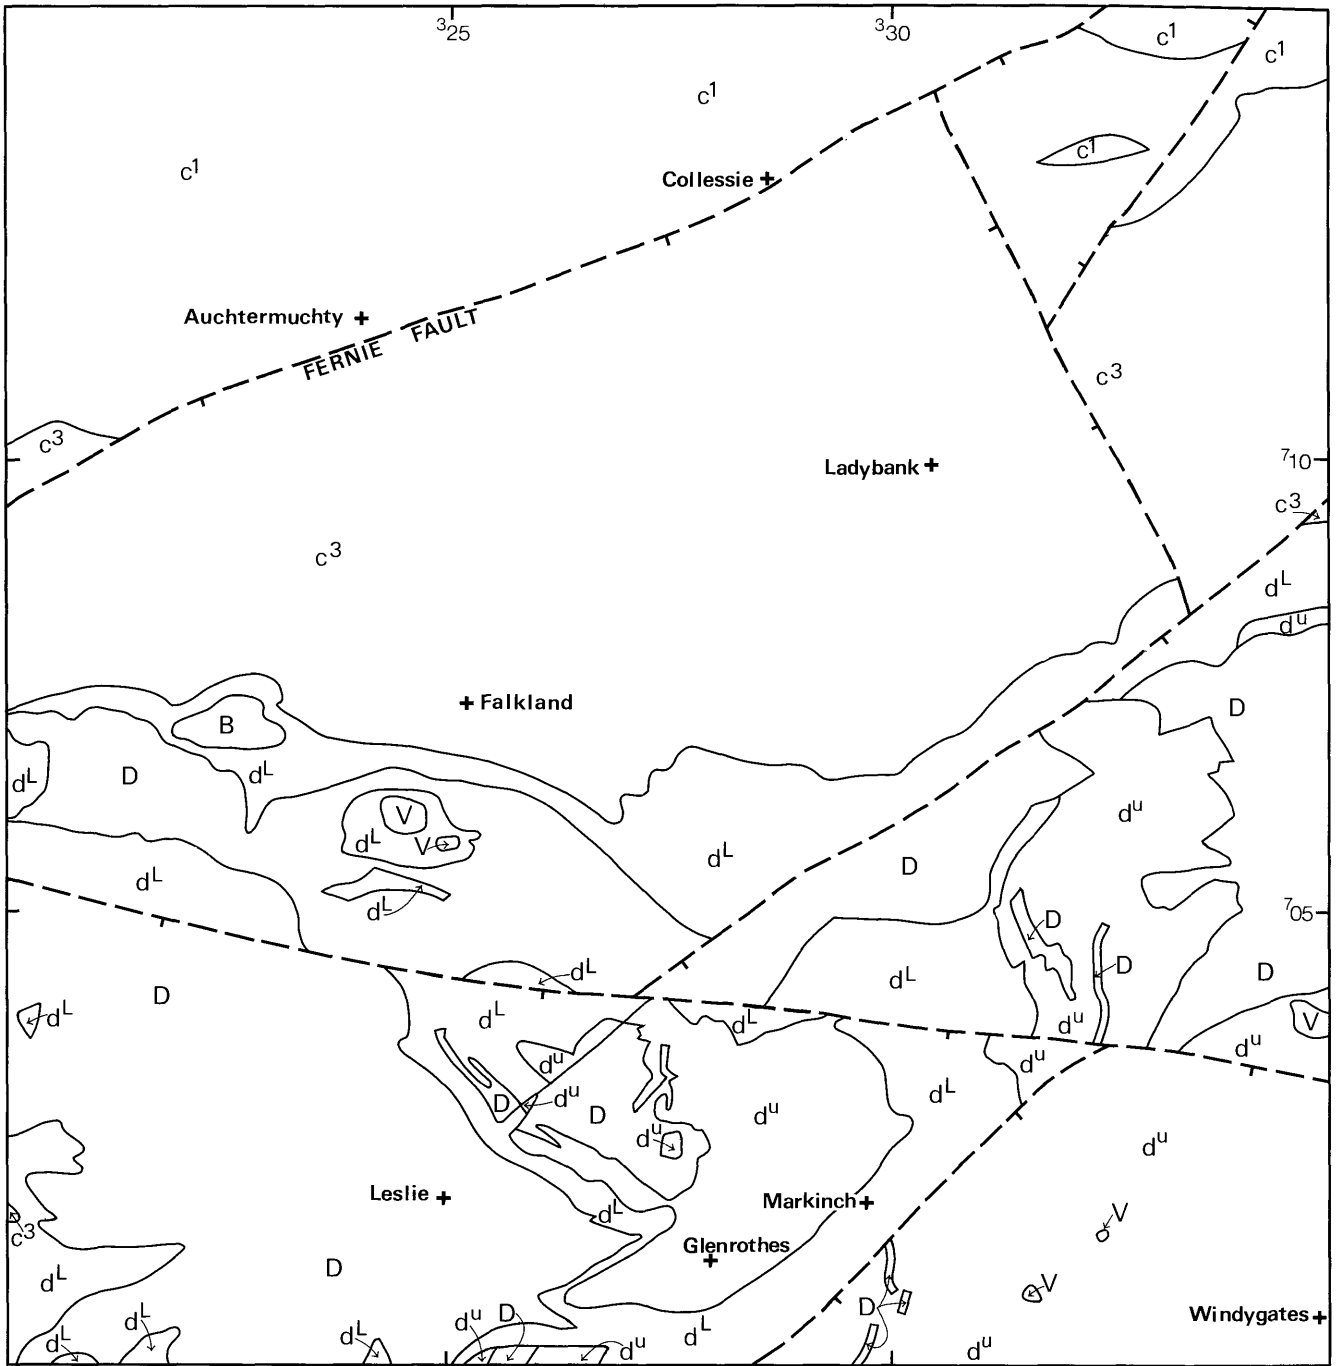 ³25
³30
c¹
c¹
c¹
c¹
c¹
Collessie
Auchtermuchty
FERNIE FAULT
c³
c³
Ladybank
⁷10
c³
c³
dᴸ
dᵘ
Falkland
D
B
dᴸ
D
dᴸ
V
dᵘ
dᴸ
V
dᴸ
D
dᴸ
dᴸ
D
⁷05
D
dᴸ
dᴸ
D
D
D
dᴸ
dᴸ
dᴸ
dᵘ
V
dᵘ
dᵘ
dᵘ
dᴸ
D
dᵘ
D
dᵘ
dᵘ
dᵘ
Leslie
Markinch
dᴸ
V
c³
Glenrothes
D
dᴸ
V
D
Windygates
dᴸ
dᴸ
dᴸ
dᵘ
D
dᵘ
dᴸ
dᵘ